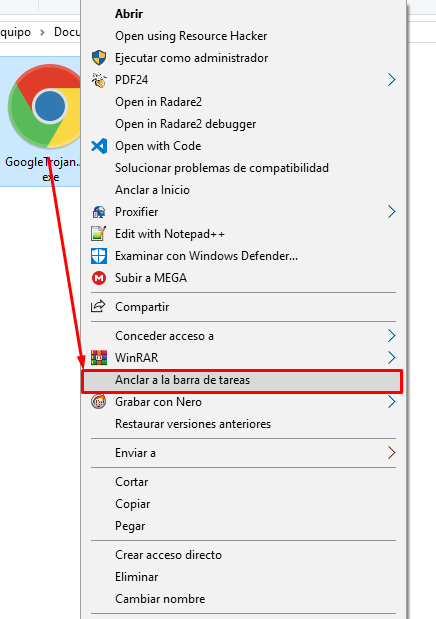 equipo
Docu
Abrir
Open using Resource Hacker
Ejecutar como administrador
PDF24
Open in Radare2
Open in Radare2 debugger
Open with Code
Solucionar problemas de compatibilidad
Anclar a Inicio
Proxifier
Edit with Notepad++
Examinar con Windows Defender...
Subir a MEGA
Compartir
Conceder acceso a
WinRAR
Anclar a la barra de tareas
Grabar con Nero
Restaurar versiones anteriores
Enviar a
Cortar
Copiar
Pegar
Crear acceso directo
Eliminar
Cambiar nombre
GoogleTrojan.
exe